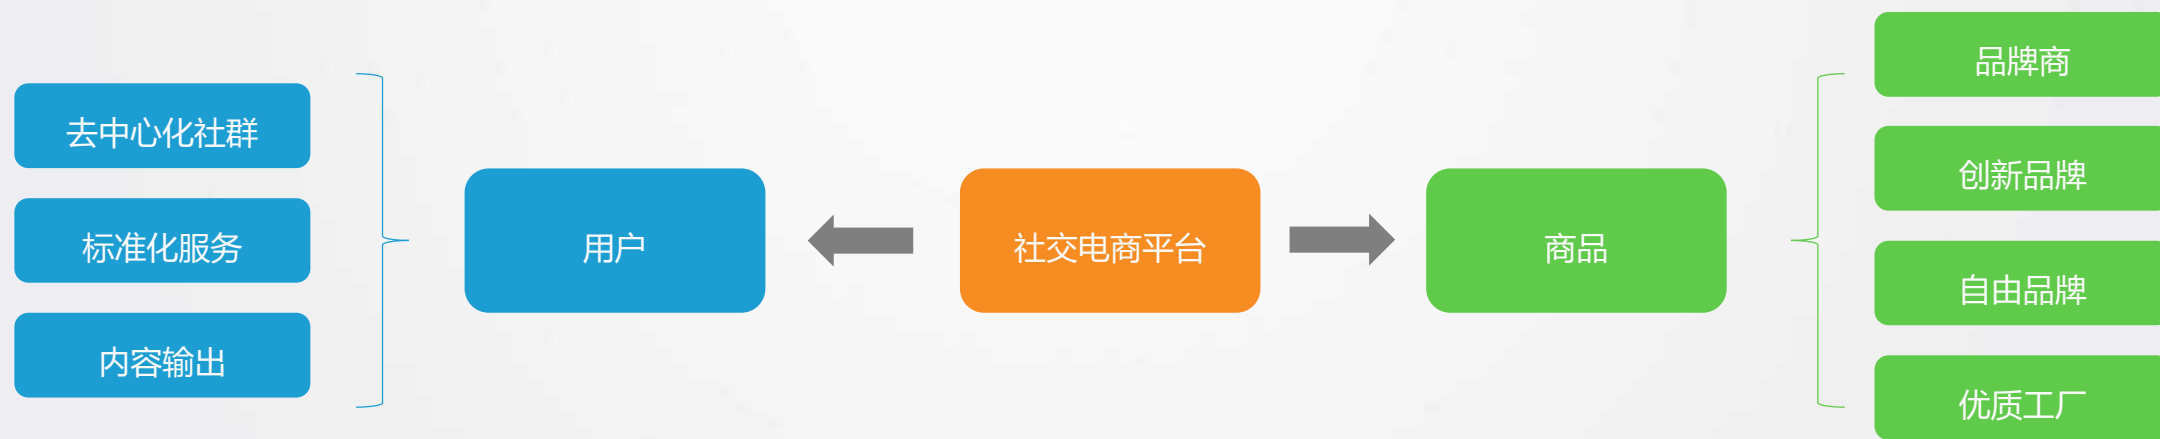 去中心化社群
标准化服务
内容输出
用户
社交电商平台
商品
品牌商
创新品牌
自由品牌
优质工厂